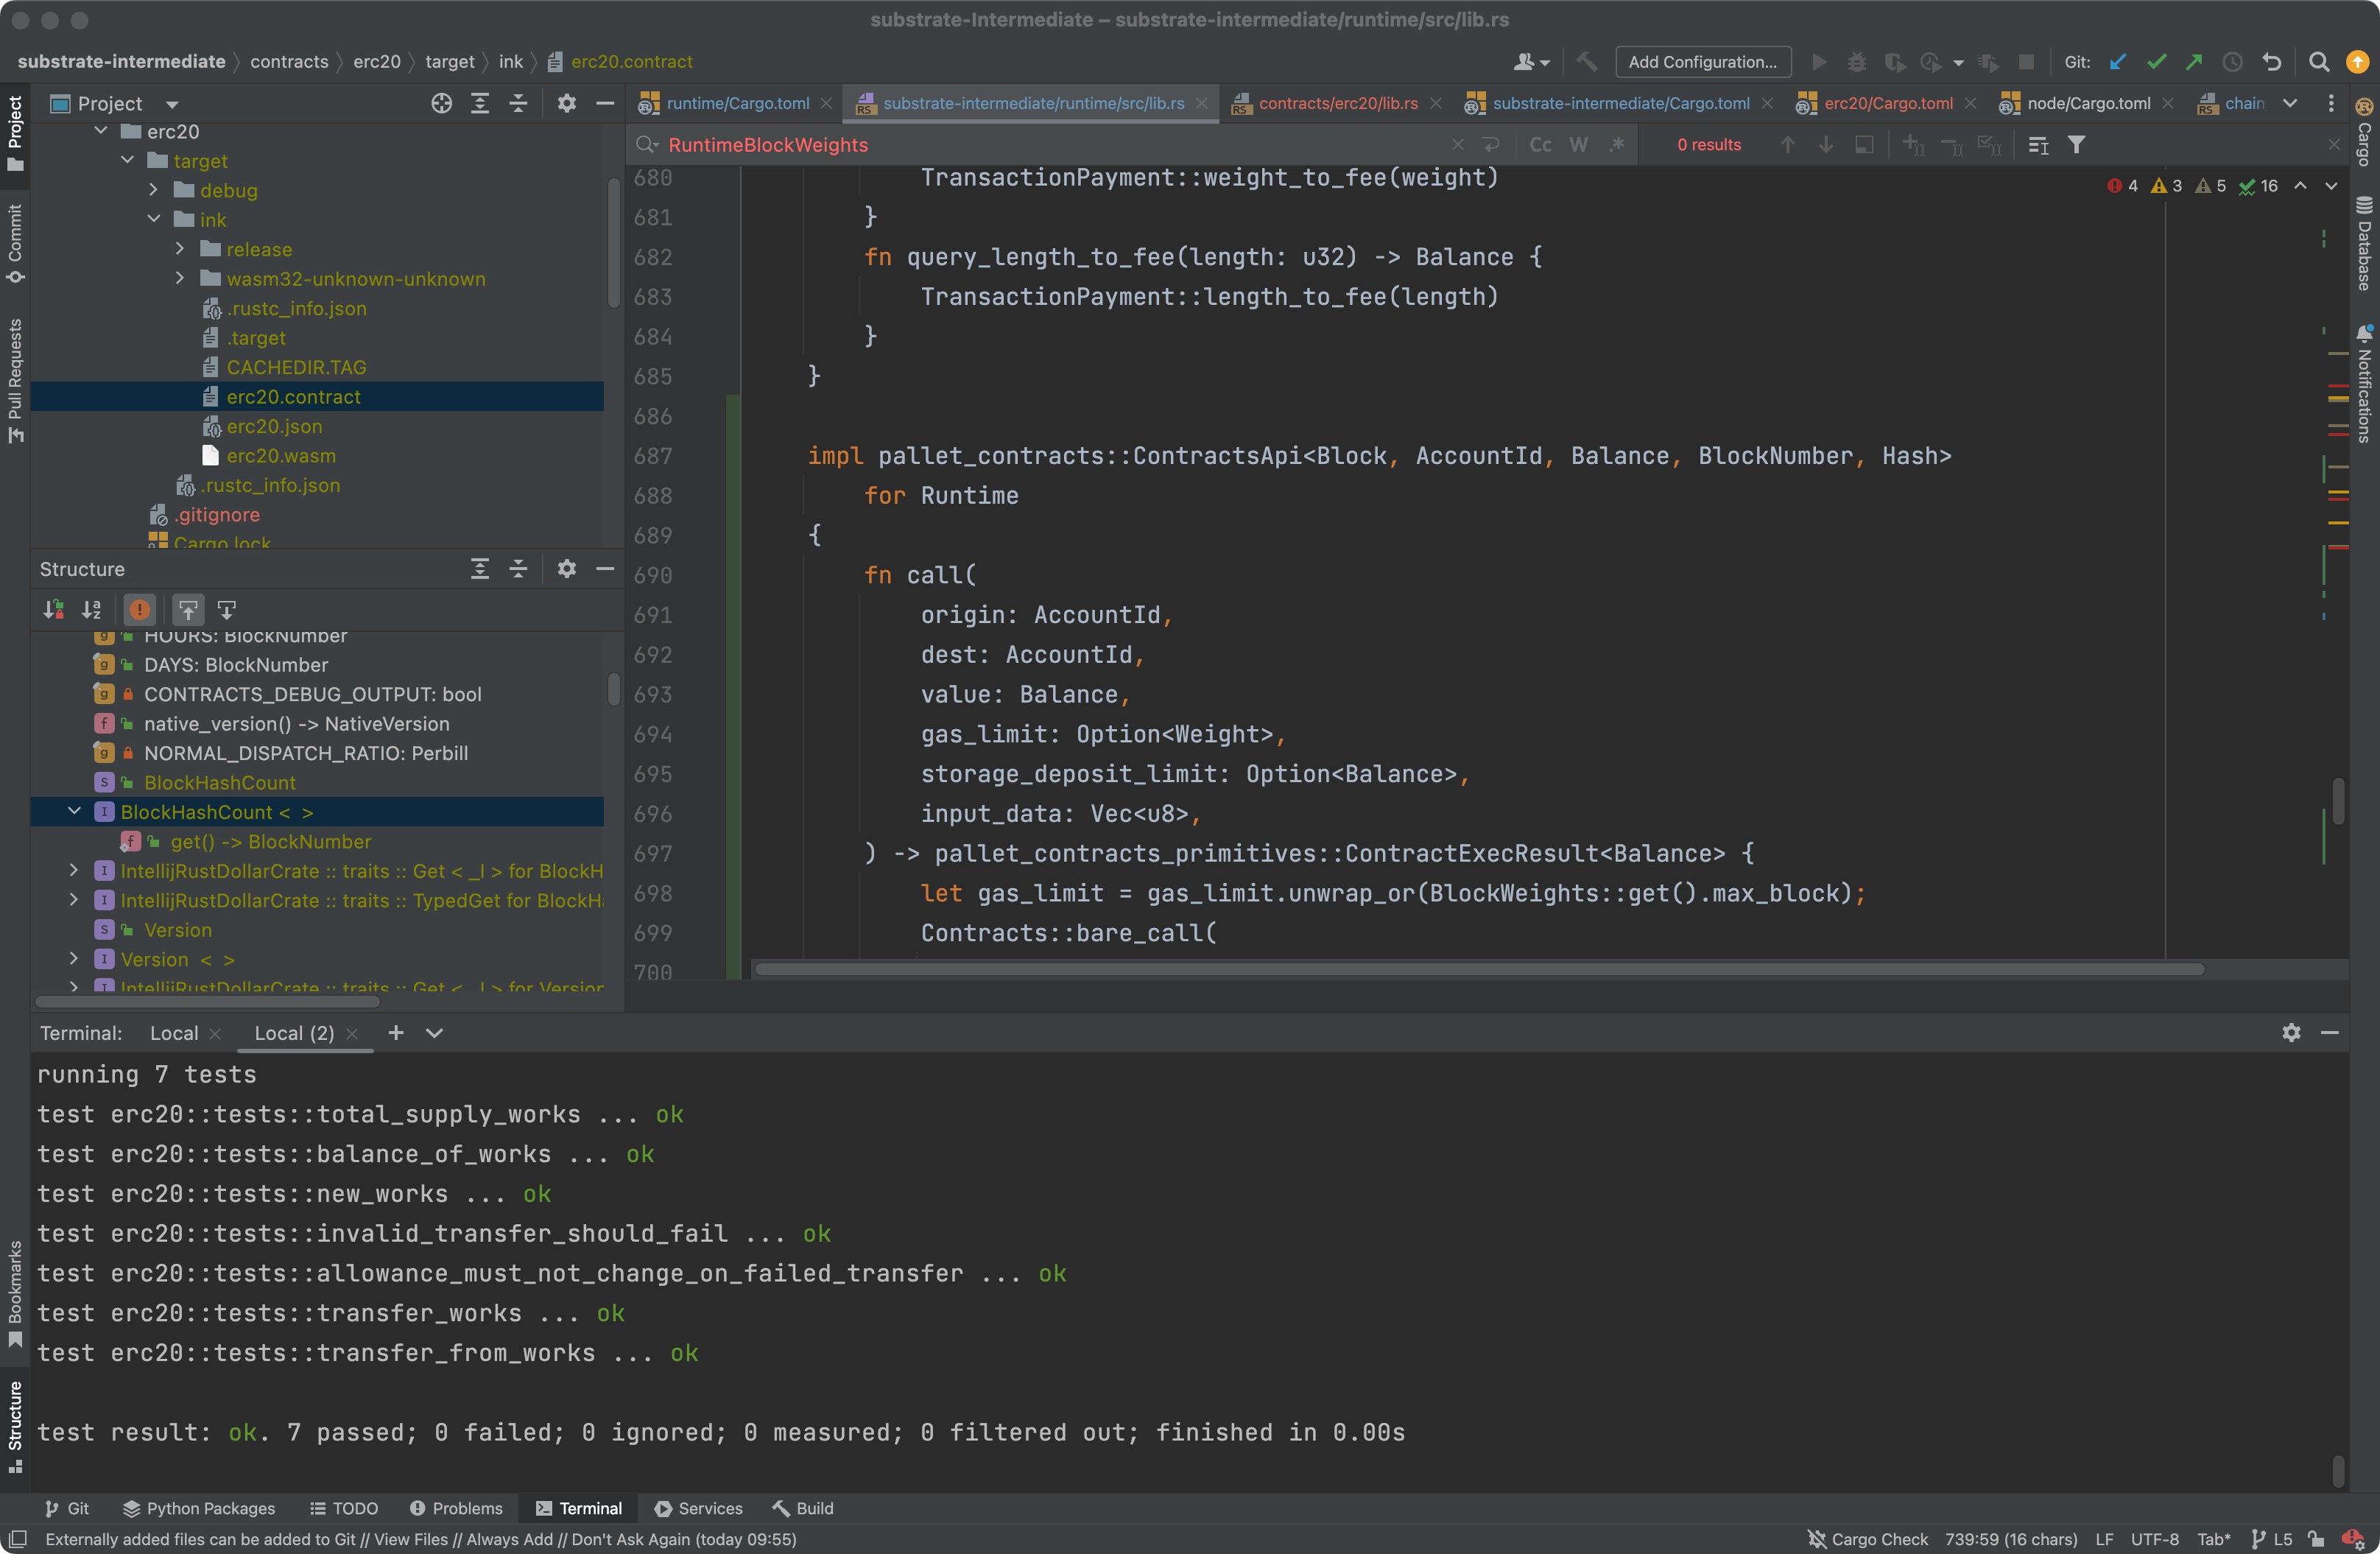 substrate-Intermediate – substrate-intermediate/runtime/src/lib.rs
substrate-intermediate contracts erc20 target ink erc20.contract
Add Configuration...
Git:
Project
runtime/Cargo.toml
substrate-intermediate/runtime/src/lib.rs
contracts/erc20/lib.rs
substrate-intermediate/Cargo.toml
erc20/Cargo.toml
node/Cargo.toml
chain
RuntimeBlockWeights
Cc W .*
0 results
4 3 5 16
Project
Commit
Pull Requests
Bookmarks
Structure
Cargo
Database
Notifications
erc20
target
debug
ink
release
wasm32-unknown-unknown
.rustc_info.json
.target
CACHEDIR.TAG
erc20.contract
erc20.json
erc20.wasm
.rustc_info.json
.gitignore
Cargo.lock
Structure
HOURS: BlockNumber
DAYS: BlockNumber
CONTRACTS_DEBUG_OUTPUT: bool
native_version() -> NativeVersion
NORMAL_DISPATCH_RATIO: Perbill
BlockHashCount
BlockHashCount < >
get() -> BlockNumber
IntellijRustDollarCrate :: traits :: Get < _I > for BlockH
IntellijRustDollarCrate :: traits :: TypedGet for BlockH
Version
Version < >
IntellijRustDollarCrate :: traits :: Get < _I > for Version
680 TransactionPayment::weight_to_fee(weight)
681 }
682 fn query_length_to_fee(length: u32) -> Balance {
683 TransactionPayment::length_to_fee(length)
684 }
685 }
686
687 impl pallet_contracts::ContractsApi<Block, AccountId, Balance, BlockNumber, Hash>
688 for Runtime
689 {
690 fn call(
691 origin: AccountId,
692 dest: AccountId,
693 value: Balance,
694 gas_limit: Option<Weight>,
695 storage_deposit_limit: Option<Balance>,
696 input_data: Vec<u8>,
697 ) -> pallet_contracts_primitives::ContractExecResult<Balance> {
698 let gas_limit = gas_limit.unwrap_or(BlockWeights::get().max_block);
699 Contracts::bare_call(
700
Terminal: Local Local (2)
running 7 tests
test erc20::tests::total_supply_works ... ok
test erc20::tests::balance_of_works ... ok
test erc20::tests::new_works ... ok
test erc20::tests::invalid_transfer_should_fail ... ok
test erc20::tests::allowance_must_not_change_on_failed_transfer ... ok
test erc20::tests::transfer_works ... ok
test erc20::tests::transfer_from_works ... ok
test result: ok. 7 passed; 0 failed; 0 ignored; 0 measured; 0 filtered out; finished in 0.00s
Git Python Packages TODO Problems Terminal Services Build
Externally added files can be added to Git // View Files // Always Add // Don't Ask Again (today 09:55)
Cargo Check 739:59 (16 chars) LF UTF-8 Tab* L5